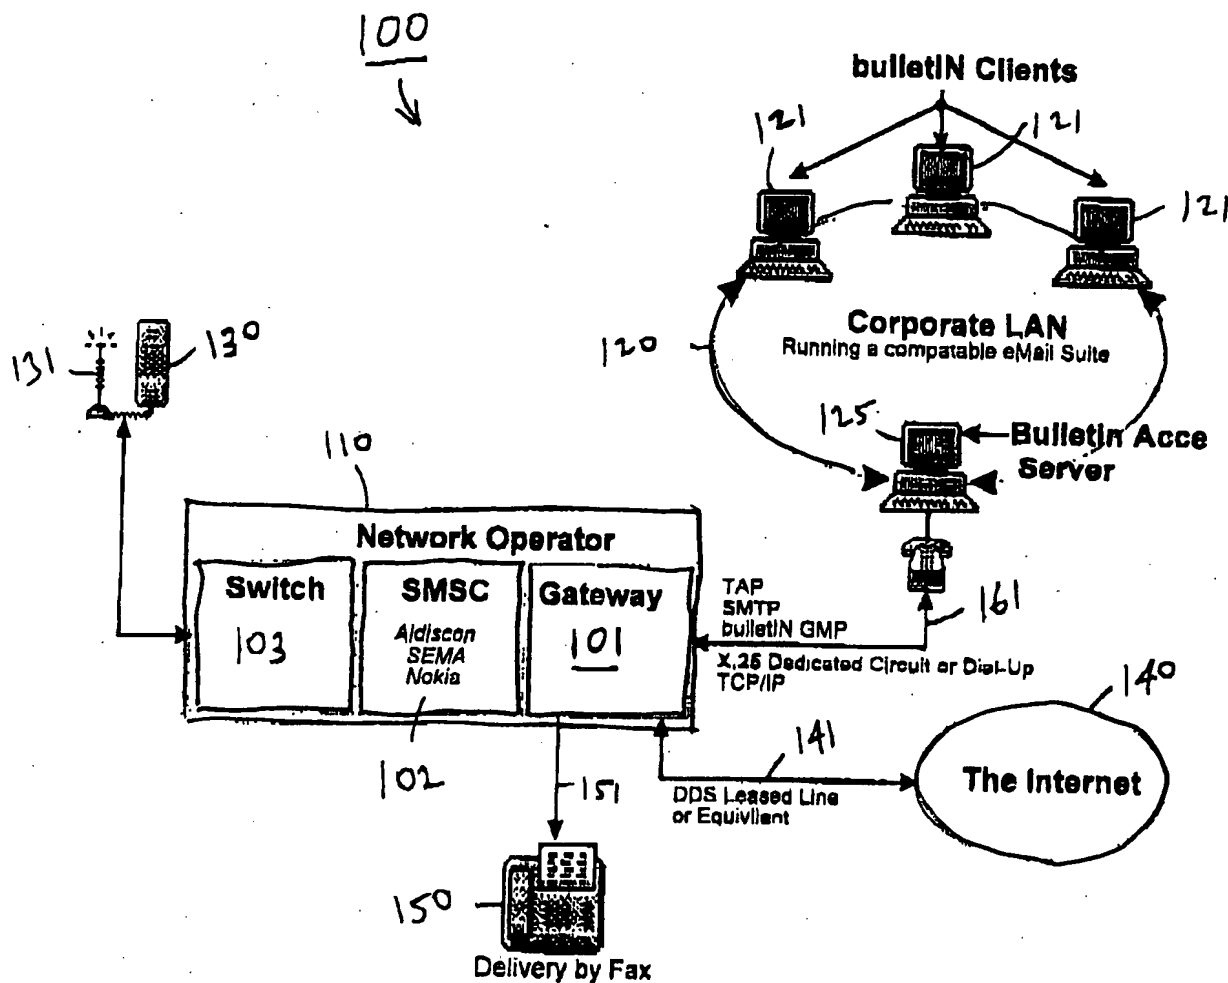 100
bulletIN Clients
121
121
121
Corporate LAN
Running a compatable eMail Suite
120
131
130
125
Bulletin Acce
Server
110
Network Operator
Switch
103
SMSC
Aldiscon
SEMA
Nokia
102
Gateway
101
TAP
SMTP
bulletIN GMP
X.25 Dedicated Circuit or Dial-Up
TCP/IP
161
140
The Internet
141
DDS Leased Line
or Equivilent
151
150
Delivery by Fax